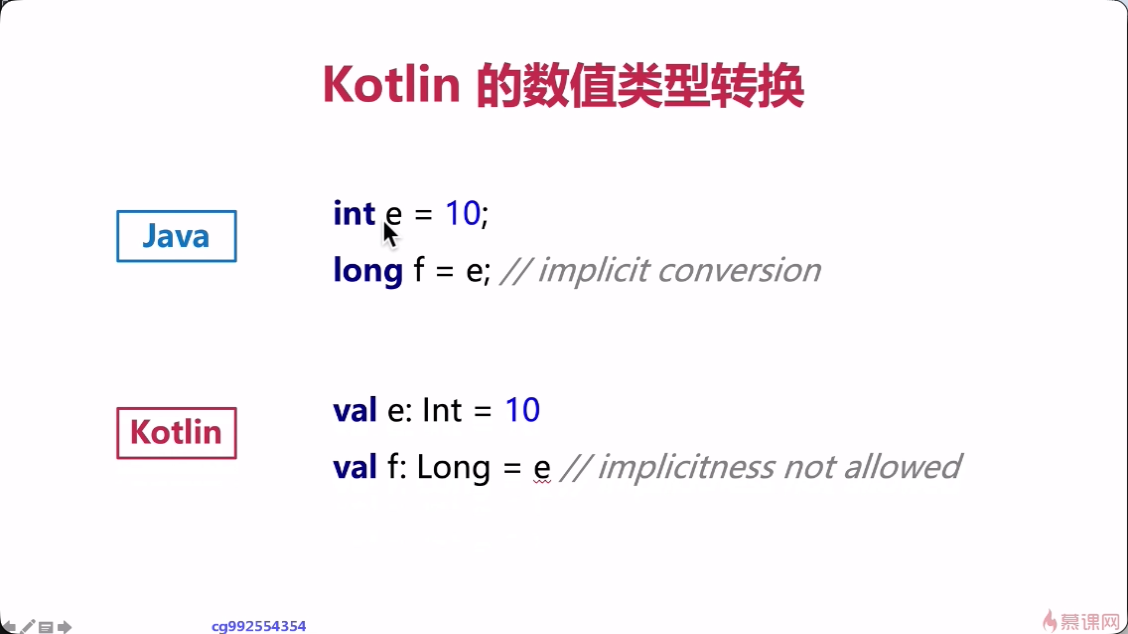 Kotlin 的数值类型转换
Java
int e = 10;
long f = e; // implicit conversion
Kotlin
val e: Int = 10
val f: Long = e // implicitness not allowed
cg992554354
慕课网